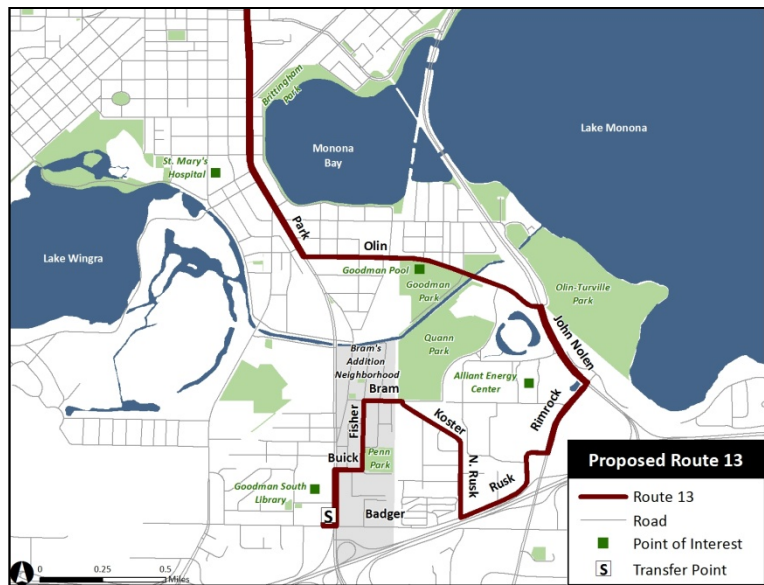 Brittingham
Park
Monona
Bay
Lake Monona
St. Mary's
Hospital
Park
Lake Wingra
Olin
Goodman Pool
Goodman
Park
Olin-Turville
Park
John Nolen
Quann
Park
Bram's
Addition
Neighborhood
Alliant Energy
Center
Bram
Fisher
Koster
Rimrock
Buick
Penn
Park
N. Rusk
Rusk
Goodman South
Library
S
Badger
Proposed Route 13
Route 13
Road
Point of Interest
S Transfer Point
0 0.25 0.5
Miles